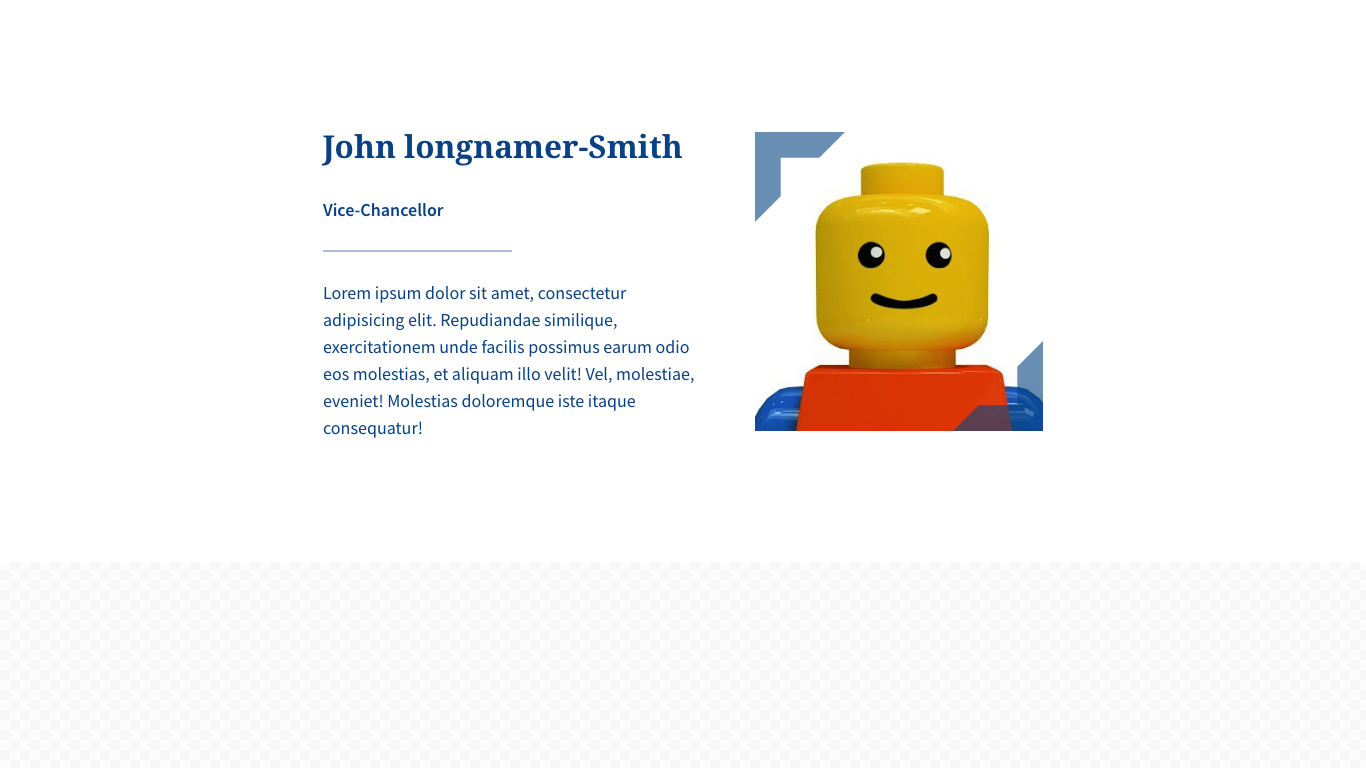 John longnamer-Smith
Vice-Chancellor
Lorem ipsum dolor sit amet, consectetur
adipisicing elit. Repudiandae similique,
exercitationem unde facilis possimus earum odio
eos molestias, et aliquam illo velit! Vel, molestiae,
eveniet! Molestias doloremque iste itaque
consequatur!